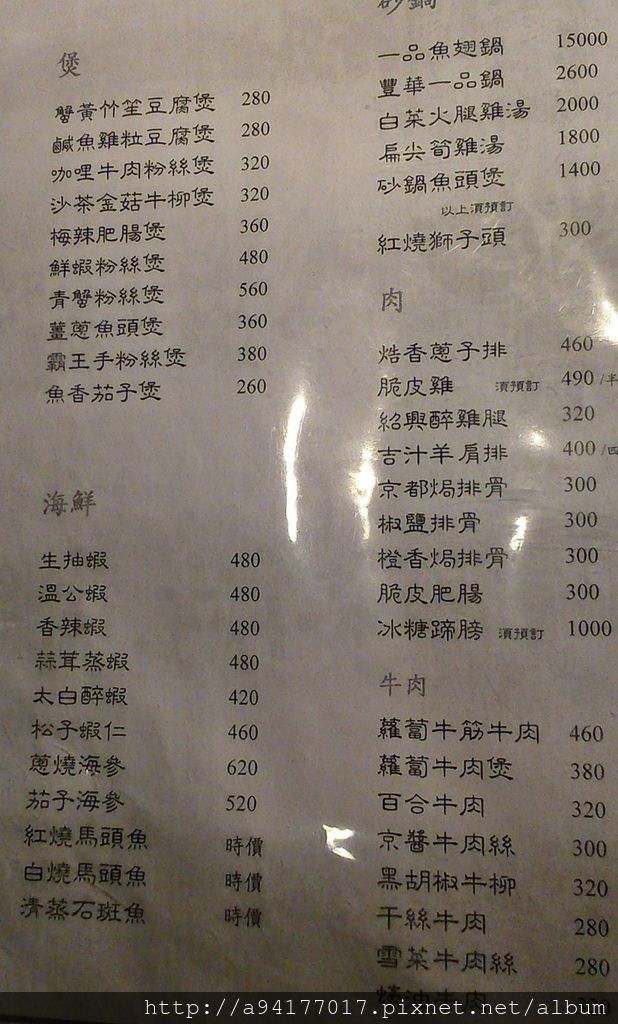 煲
蟹黃竹笙豆腐煲 280
鹹魚雞粒豆腐煲 280
咖哩牛肉粉絲煲 320
沙茶金菇牛柳煲 320
梅辣肥腸煲 360
鮮蝦粉絲煲 480
青蟹粉絲煲 560
薑蔥魚頭煲 360
霸王手粉絲煲 380
魚香茄子煲 260
海鮮
生抽蝦 480
溫公蝦 480
香辣蝦 480
蒜茸蒸蝦 480
太白醉蝦 420
松子蝦仁 460
蔥燒海參 620
茄子海參 520
紅燒馬頭魚 時價
白燒馬頭魚 時價
清蒸石斑魚 時價
砂鍋
一品魚翅鍋 15000
豐華一品鍋 2600
白菜火腿雞湯 2000
扁尖筍雞湯 1800
砂鍋魚頭煲 1400
以上須預訂
紅燒獅子頭 300
肉
焅香蔥子排 460
脆皮雞 須預訂 490 /半
紹興醉雞腿 320
吉汁羊肩排 400 /四
京都焗排骨 300
椒鹽排骨 300
橙香焗排骨 300
脆皮肥腸 300
冰糖蹄膀 須預訂 1000
牛肉
蘿蔔牛筋牛肉 460
蘿蔔牛肉煲 380
百合牛肉 320
京醬牛肉絲 300
黑胡椒牛柳 320
干絲牛肉 280
雪菜牛肉絲 280
蠔油牛肉
http://a94177017.pixnet.net/album